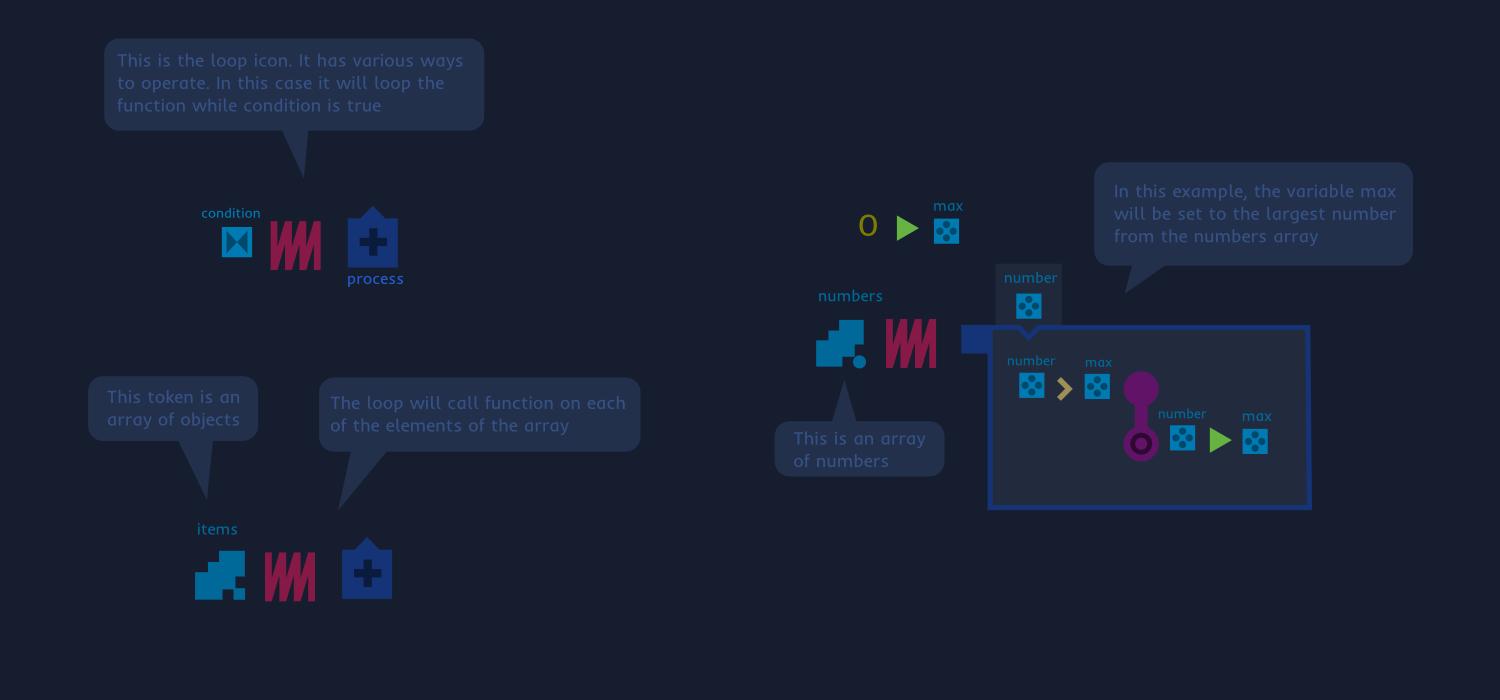 This is the loop icon. It has various ways
to operate. In this case it will loop the
function while condition is true
condition
process
This token is an
array of objects
The loop will call function on each
of the elements of the array
items
0
max
In this example, the variable max
will be set to the largest number
from the numbers array
numbers
number
number
max
number
max
This is an array
of numbers